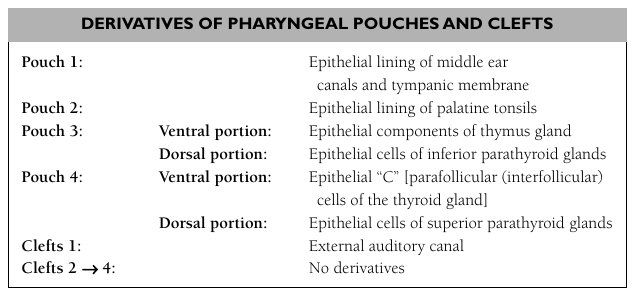 DERIVATIVES OF PHARYNGEAL POUCHES AND CLEFTS
Pouch 1: Epithelial lining of middle ear
canals and tympanic membrane
Pouch 2: Epithelial lining of palatine tonsils
Pouch 3: Ventral portion: Epithelial components of thymus gland
Dorsal portion: Epithelial cells of inferior parathyroid glands
Pouch 4: Ventral portion: Epithelial “C” [parafollicular (interfollicular)
cells of the thyroid gland]
Dorsal portion: Epithelial cells of superior parathyroid glands
Clefts 1: External auditory canal
Clefts 2 → 4: No derivatives